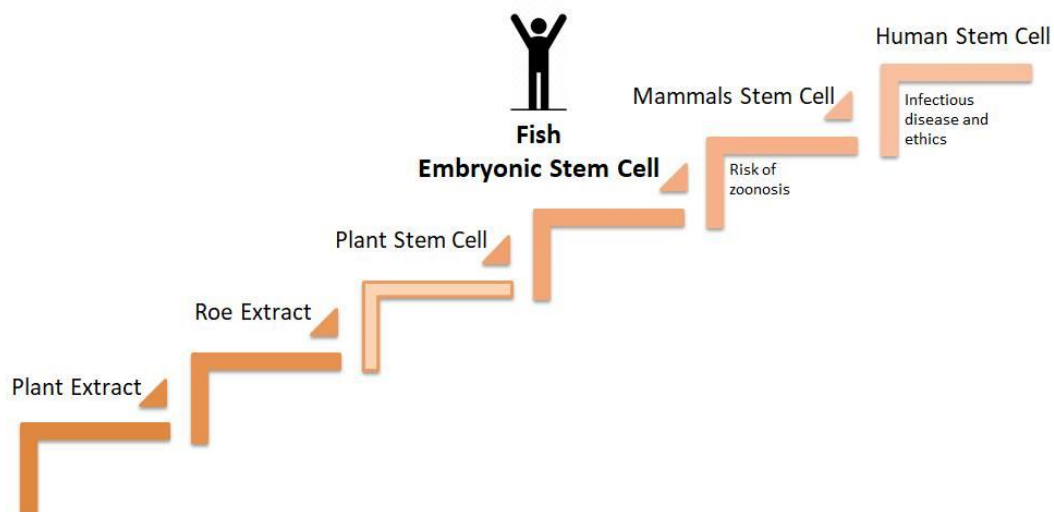 Human Stem Cell
Infectious
disease and
ethics
Mammals Stem Cell
Risk of
zoonosis
Fish
Embryonic Stem Cell
Plant Stem Cell
Roe Extract
Plant Extract